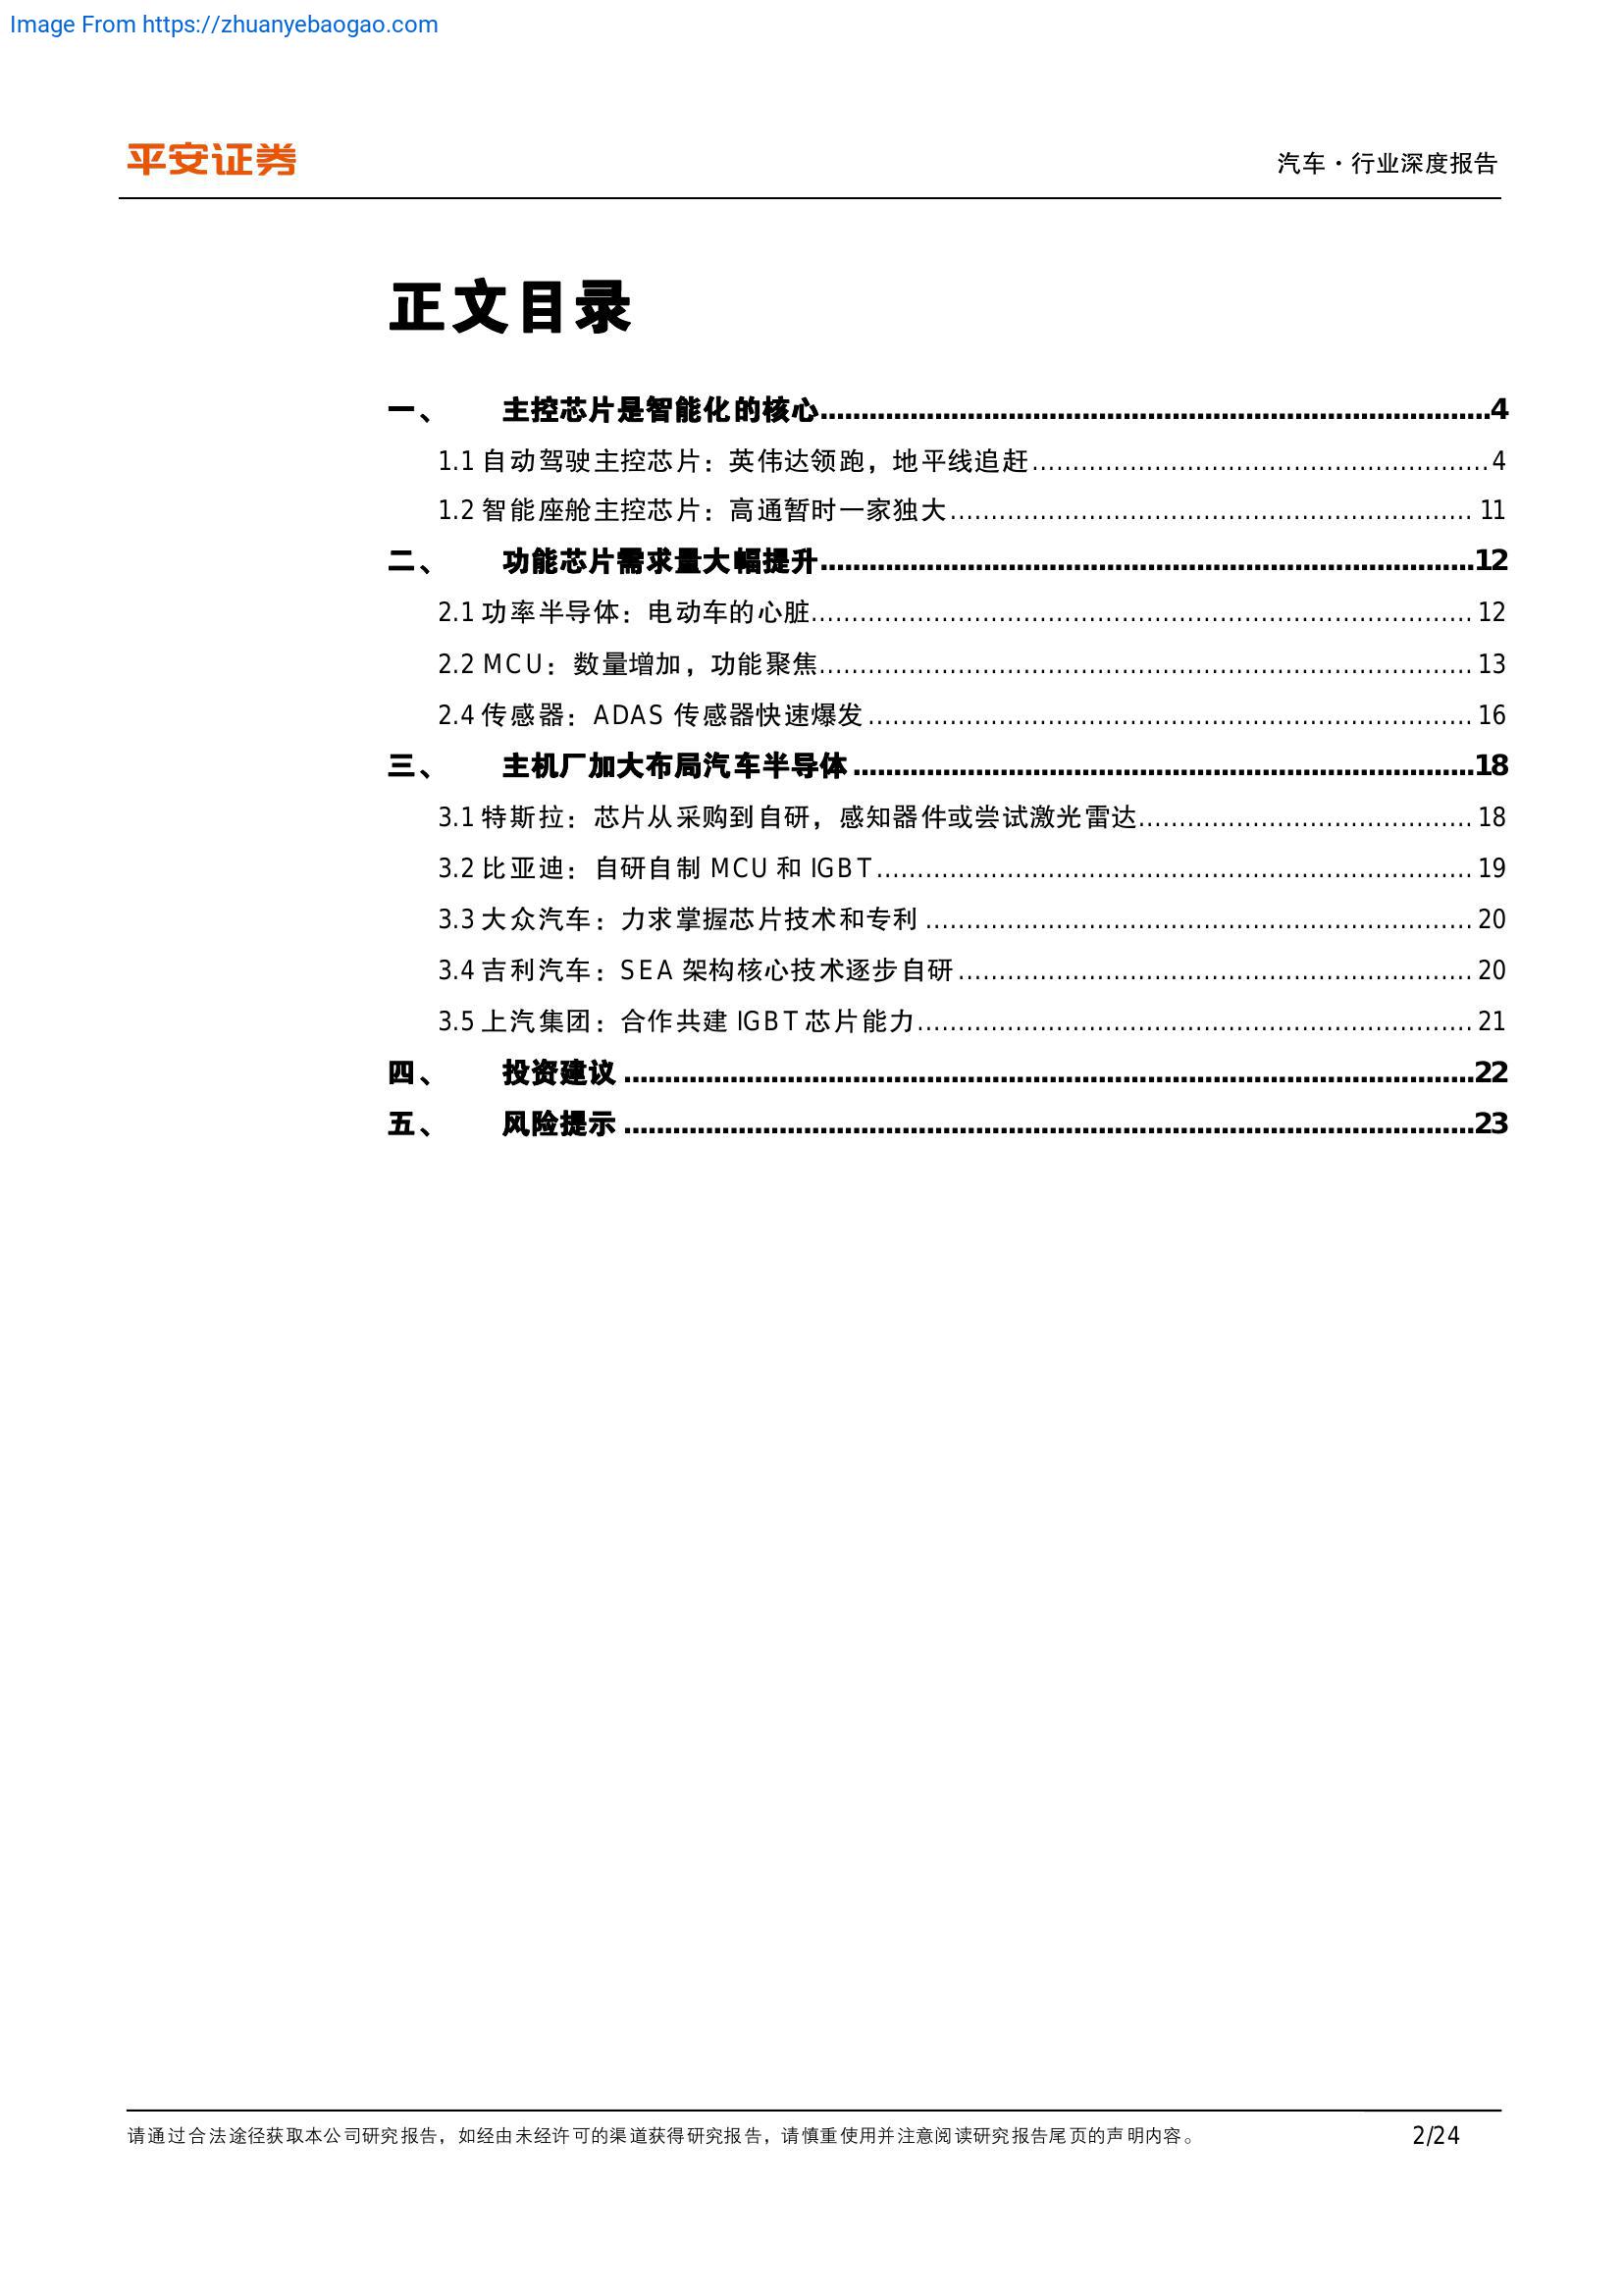 Image From https://zhuanyebaogao.com
平安证券
汽车·行业深度报告
正文目录
一、 主控芯片是智能化的核心 4
1.1 自动驾驶主控芯片：英伟达领跑，地平线追赶 4
1.2 智能座舱主控芯片：高通暂时一家独大 11
二、 功能芯片需求量大幅提升 12
2.1 功率半导体：电动车的心脏 12
2.2 MCU：数量增加，功能聚焦 13
2.4 传感器：ADAS 传感器快速爆发 16
三、 主机厂加大布局汽车半导体 18
3.1 特斯拉：芯片从采购到自研，感知器件或尝试激光雷达 18
3.2 比亚迪：自研自制 MCU 和 IGBT 19
3.3 大众汽车：力求掌握芯片技术和专利 20
3.4 吉利汽车：SEA 架构核心技术逐步自研 20
3.5 上汽集团：合作共建 IGBT 芯片能力 21
四、 投资建议 22
五、 风险提示 23
请通过合法途径获取本公司研究报告，如经由未经许可的渠道获得研究报告，请慎重使用并注意阅读研究报告尾页的声明内容。 2/24